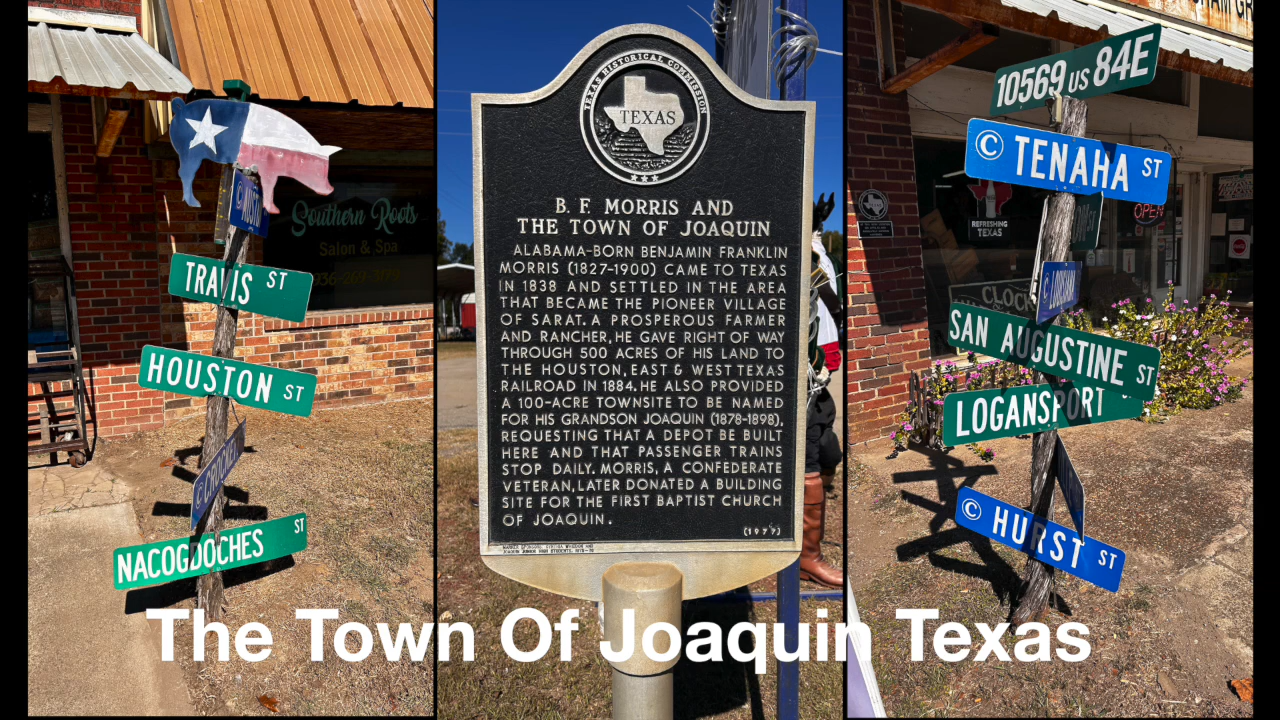 TRAVIS ST
HOUSTON ST
C CROCKETT
NACOGDOCHES ST
Southern Roots
Salon & Spa
TEXAS HISTORICAL COMMISSION
TEXAS
B. F. MORRIS AND
THE TOWN OF JOAQUIN
ALABAMA-BORN BENJAMIN FRANKLIN
MORRIS (1827-1900) CAME TO TEXAS
IN 1838 AND SETTLED IN THE AREA
THAT BECAME THE PIONEER VILLAGE
OF SARAT. A PROSPEROUS FARMER
AND RANCHER, HE GAVE RIGHT OF WAY
THROUGH 500 ACRES OF HIS LAND TO
THE HOUSTON, EAST & WEST TEXAS
RAILROAD IN 1884. HE ALSO PROVIDED
A 100-ACRE TOWNSITE TO BE NAMED
FOR HIS GRANDSON JOAQUIN (1878-1898),
REQUESTING THAT A DEPOT BE BUILT
HERE AND THAT PASSENGER TRAINS
STOP DAILY. MORRIS, A CONFEDERATE
VETERAN, LATER DONATED A BUILDING
SITE FOR THE FIRST BAPTIST CHURCH
OF JOAQUIN.
(1977)
10569 US 84E
C TENAHA ST
REFRESHING
TEXAS
OPEN
SAN AUGUSTINE ST
LOGANSPORT ST
C HURST ST
The Town Of Joaquin Texas